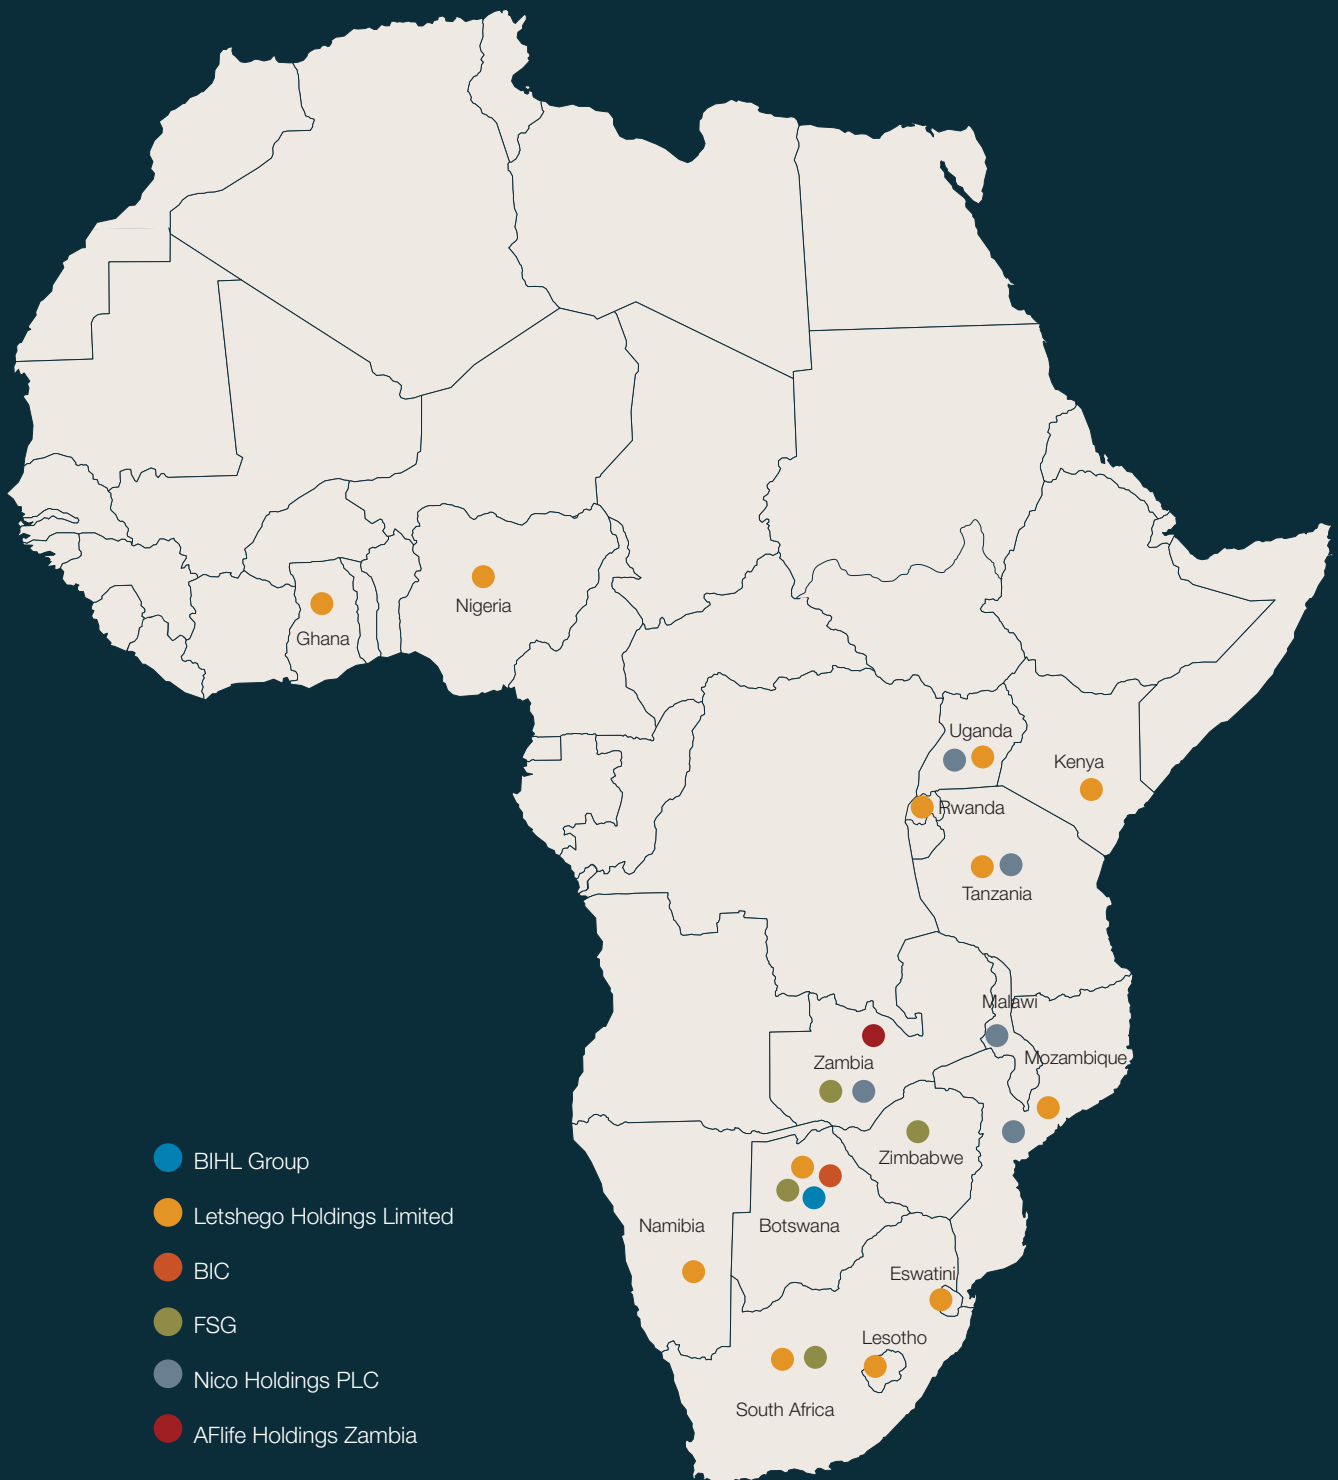 Nigeria
Ghana
Uganda
Kenya
Rwanda
Tanzania
Malawi
Mozambique
Zambia
Zimbabwe
Namibia
Botswana
Eswatini
Lesotho
South Africa
BIHL Group
Letshego Holdings Limited
BIC
FSG
Nico Holdings PLC
AFlife Holdings Zambia